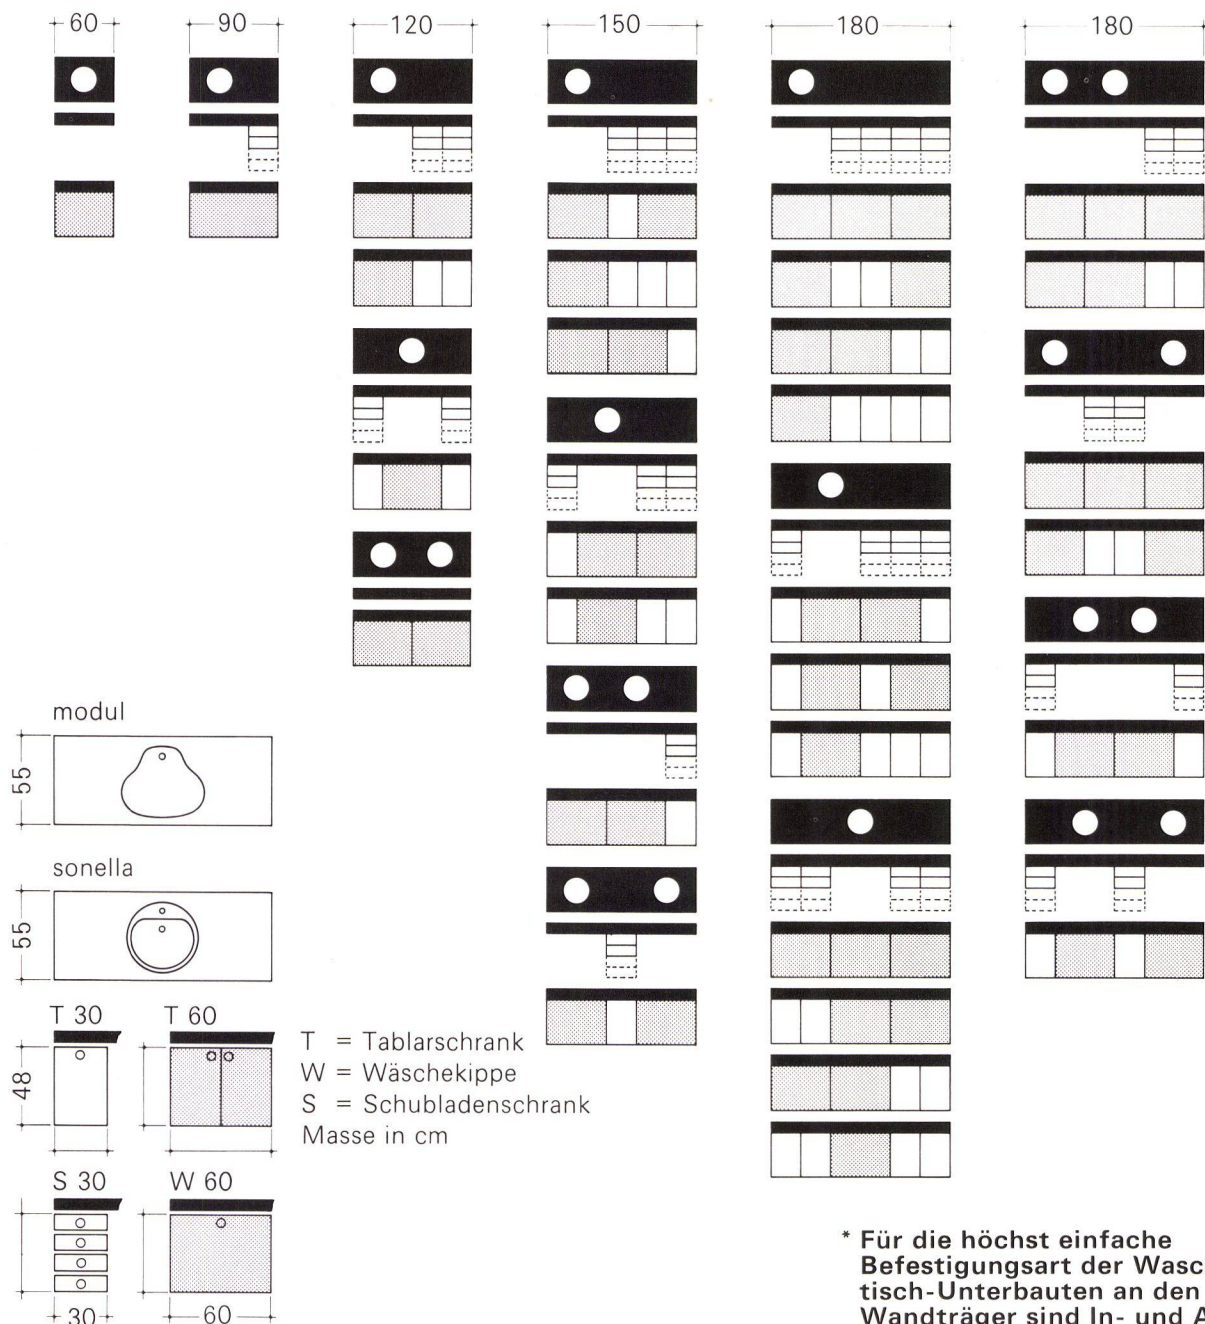 60 90 120 150 180 180
modul
55
sonella
55
T 30 T 60
48
T = Tablarschrank
W = Wäschekippe
S = Schubladenschrank
Masse in cm
S 30 W 60
30 60
* Für die höchst einfache
Befestigungsart der Wasc
tisch-Unterbauten an den
Wandträger sind In- und A